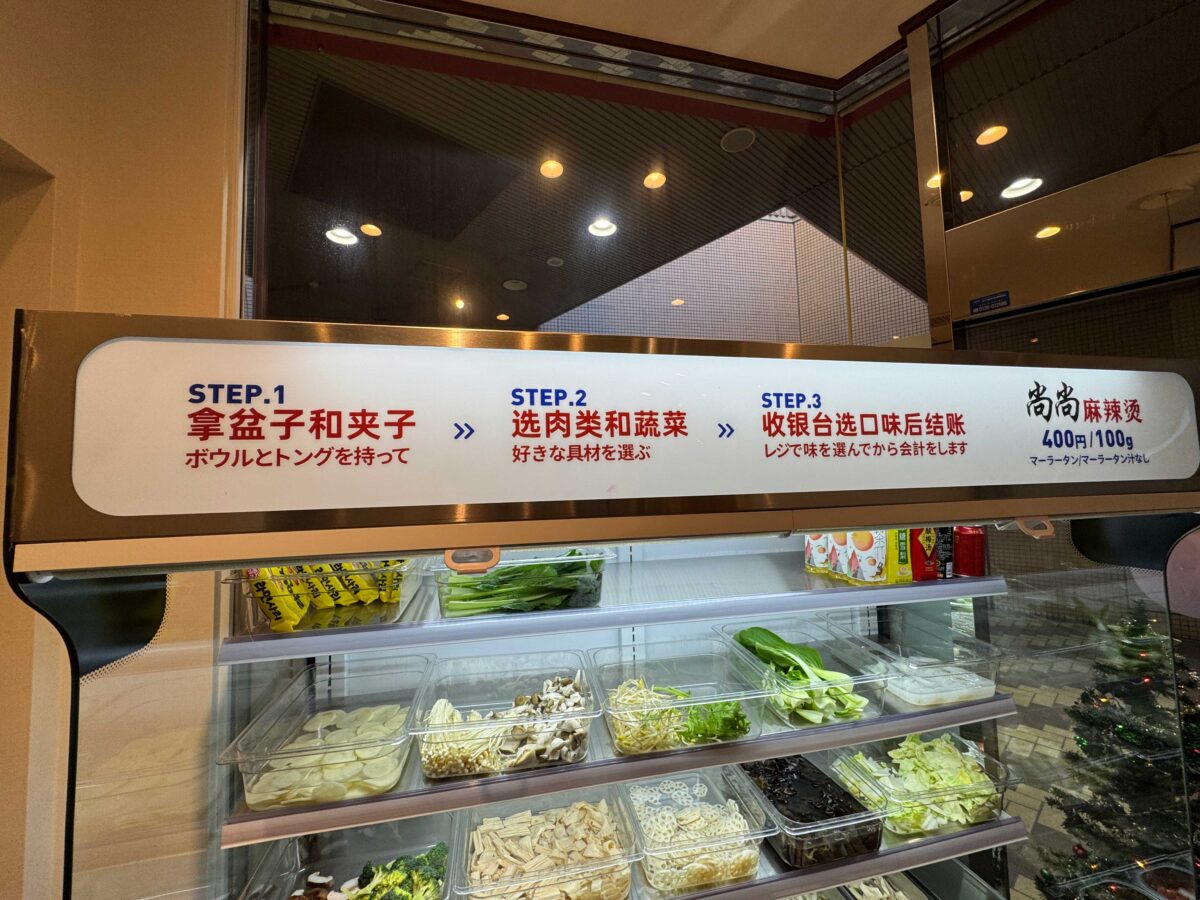 STEP.1
拿盆子和夹子
ボウルとトングを持って
»
STEP.2
选肉类和蔬菜
好きな具材を選ぶ
»
STEP.3
收银台选口味后结账
レジで味を選んでから会計をします
尚尚麻辣烫
400円/100g
マーラータン/マーラータン汁なし